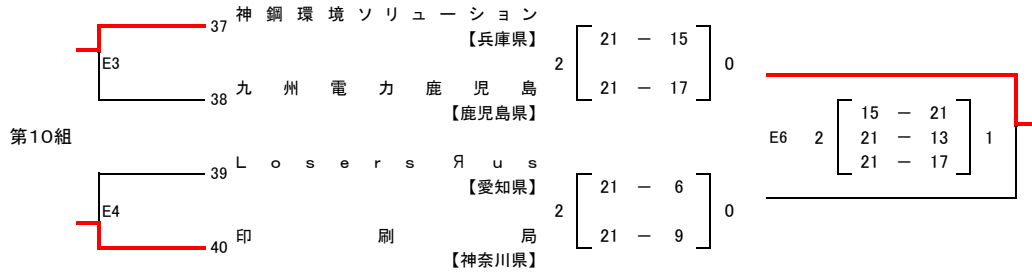 37 神鋼環境ソリューション
【兵庫県】
E3
2 21 － 15 0
21 － 17
38 九州電力鹿児島
【鹿児島県】
第10組
E6 2 15 － 21 1
21 － 13
21 － 17
39 Ｌｏｓｅｒｓ Яｕｓ
【愛知県】
E4
2 21 － 6 0
21 － 9
40 印刷局
【神奈川県】